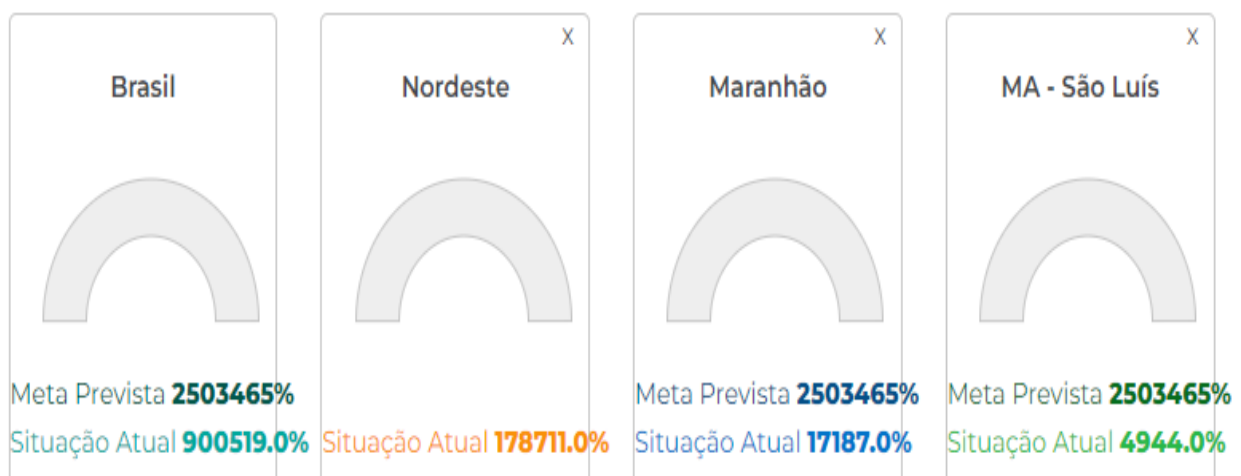 Brasil
Meta Prevista 2503465%
Situação Atual 900519.0%
X
Nordeste
Situação Atual 178711.0%
X
Maranhão
Meta Prevista 2503465%
Situação Atual 17187.0%
X
MA - São Luís
Meta Prevista 2503465%
Situação Atual 4944.0%